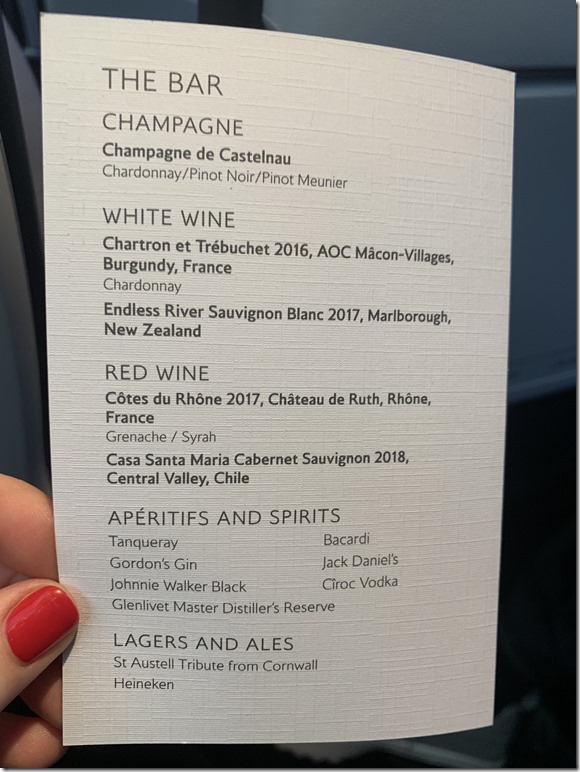 THE BAR
CHAMPAGNE
Champagne de Castelnau
Chardonnay/Pinot Noir/Pinot Meunier
WHITE WINE
Chartron et Trébuchet 2016, AOC Mâcon-Villages,
Burgundy, France
Chardonnay
Endless River Sauvignon Blanc 2017, Marlborough,
New Zealand
RED WINE
Côtes du Rhône 2017, Château de Ruth, Rhône,
France
Grenache / Syrah
Casa Santa Maria Cabernet Sauvignon 2018,
Central Valley, Chile
APÉRITIFS AND SPIRITS
Tanqueray
Gordon's Gin
Johnnie Walker Black
Glenlivet Master Distiller's Reserve
Bacardi
Jack Daniel's
Cîroc Vodka
LAGERS AND ALES
St Austell Tribute from Cornwall
Heineken